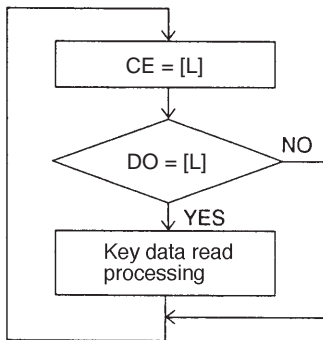 CE = [L]
DO = [L]
NO
YES
Key data read
processing